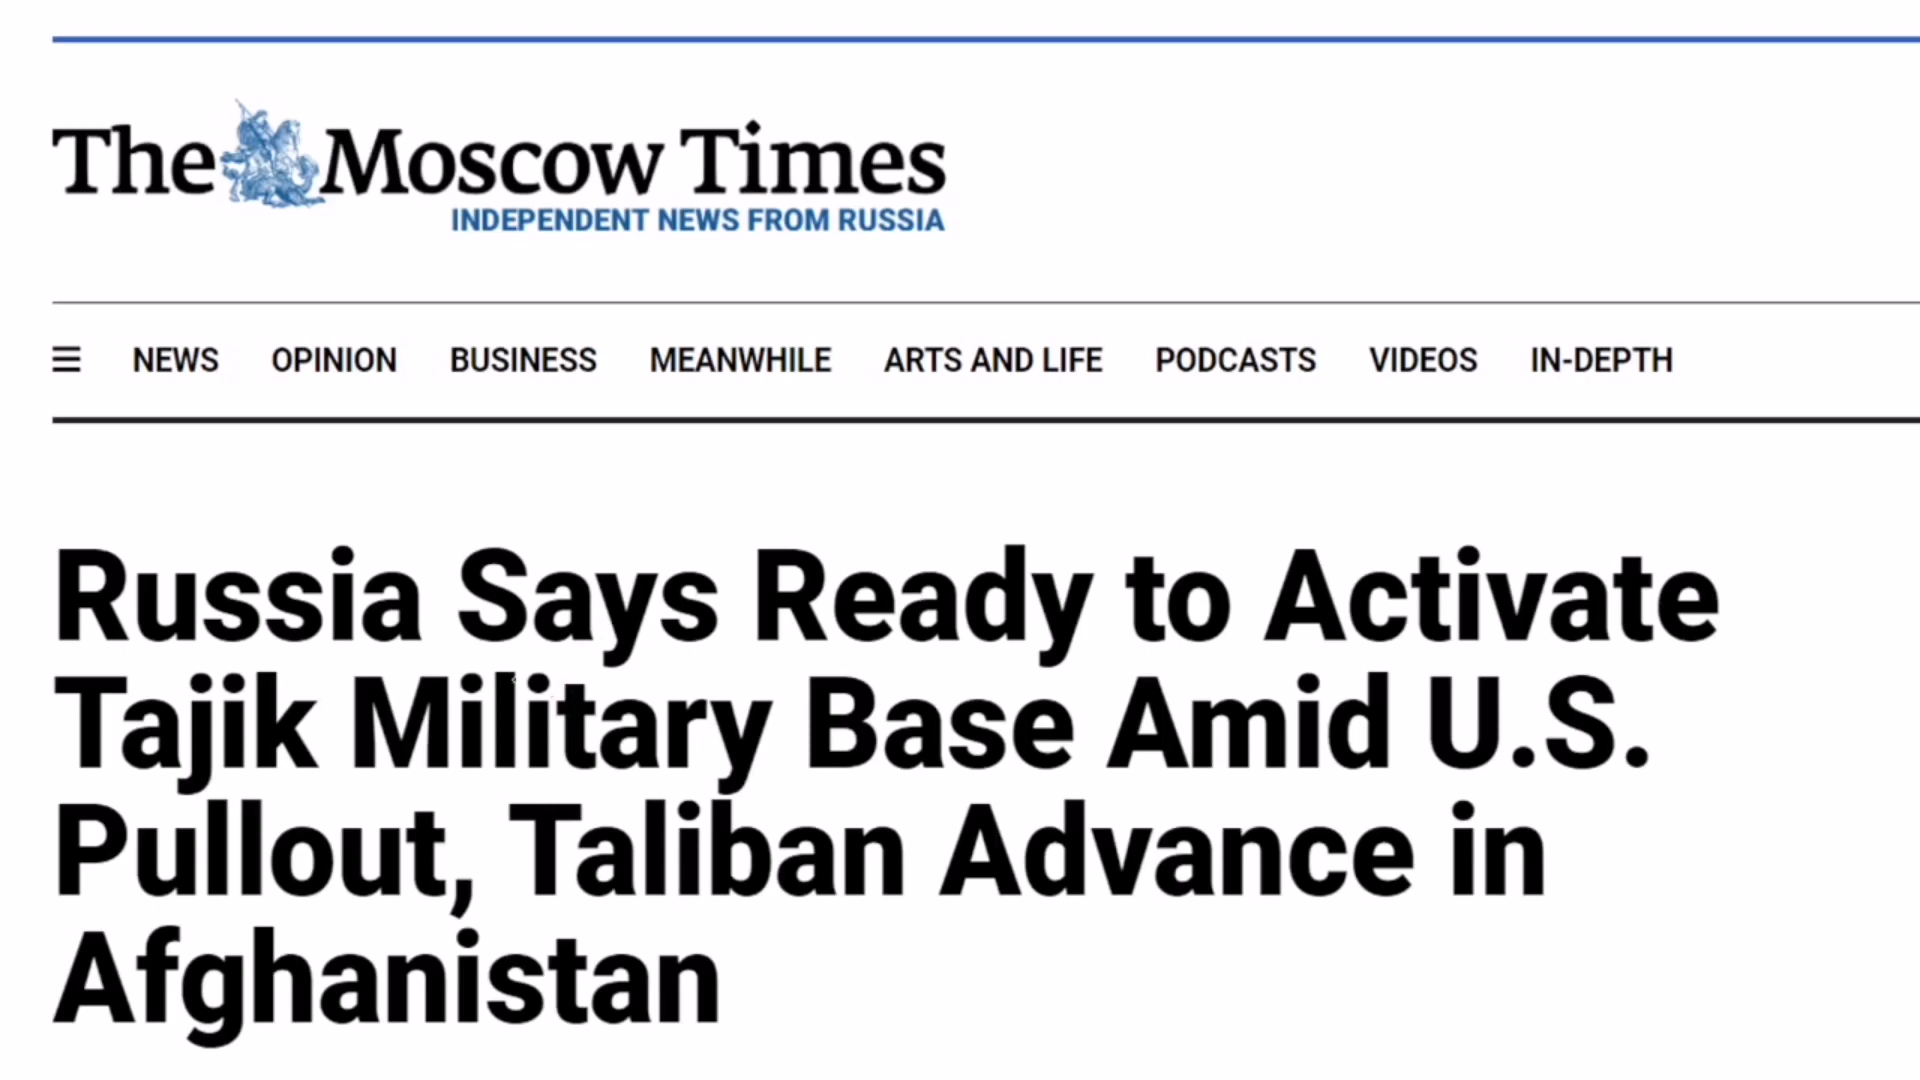 The Moscow Times
INDEPENDENT NEWS FROM RUSSIA
NEWS OPINION BUSINESS MEANWHILE ARTS AND LIFE PODCASTS VIDEOS IN-DEPTH
Russia Says Ready to Activate
Tajik Military Base Amid U.S.
Pullout, Taliban Advance in
Afghanistan